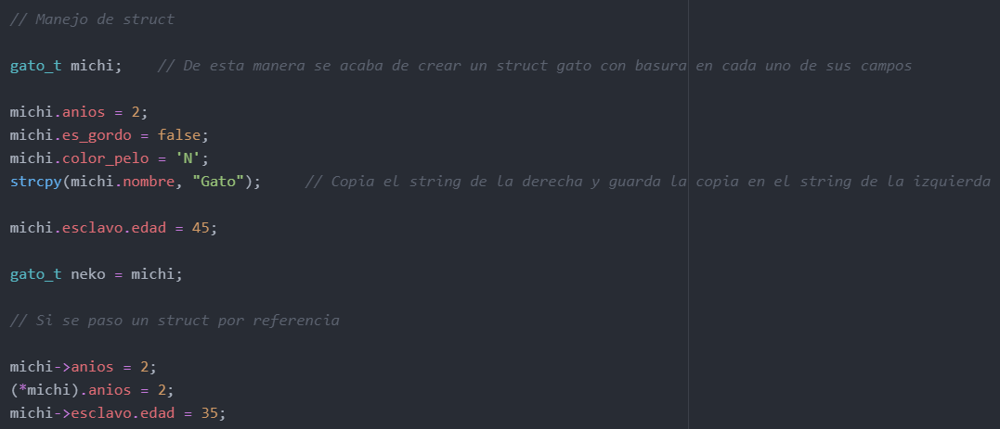 // Manejo de struct
gato_t michi;    // De esta manera se acaba de crear un struct gato con basura en cada uno de sus campos
michi.anios = 2;
michi.es_gordo = false;
michi.color_pelo = 'N';
strcpy(michi.nombre, "Gato");     // Copia el string de la derecha y guarda la copia en el string de la izquierda
michi.esclavo.edad = 45;
gato_t neko = michi;
// Si se paso un struct por referencia
michi->anios = 2;
(*michi).anios = 2;
michi->esclavo.edad = 35;